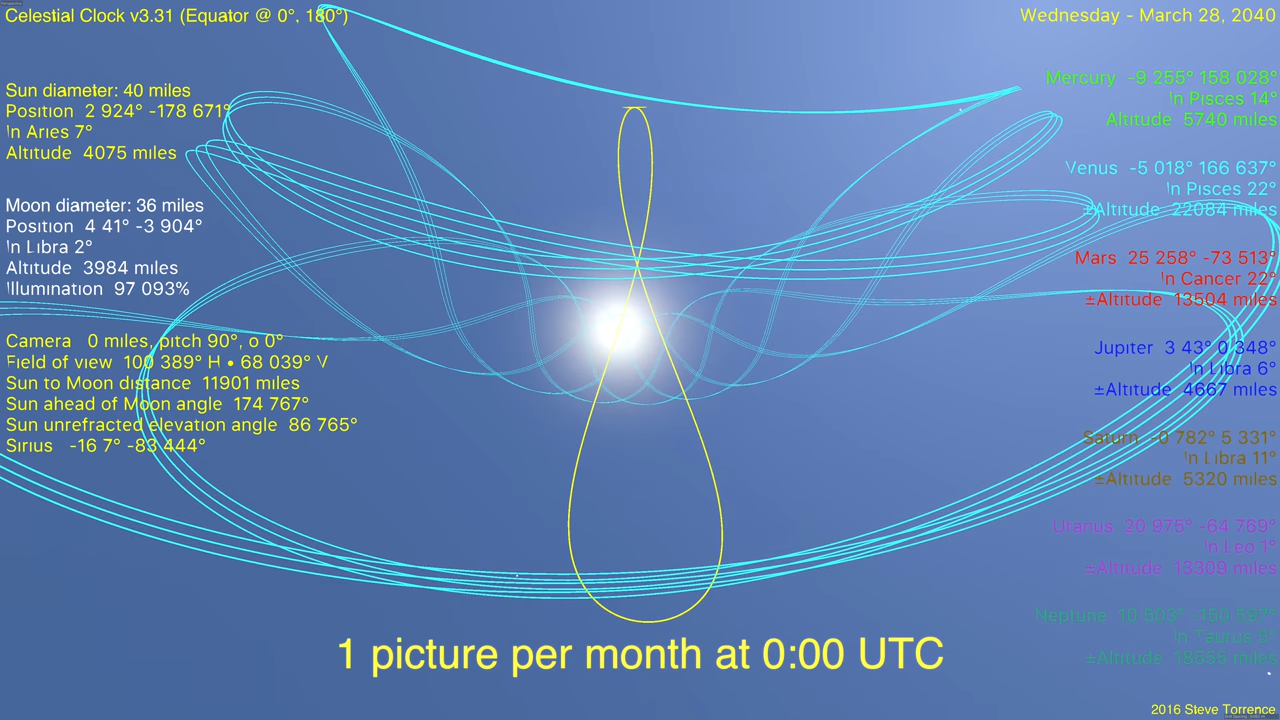 Celestial Clock v3.31 (Equator @ 0°, 180°)
Wednesday - March 28, 2040
Sun diameter: 40 miles
Position 2 924° -178 671°
In Aries 7°
Altitude 4075 miles
Moon diameter: 36 miles
Position 4 41° -3 904°
In Libra 2°
Altitude 3984 miles
Illumination 97 093%
Camera 0 miles, pitch 90°, o 0°
Field of view 100 389° H • 68 039° V
Sun to Moon distance 11901 miles
Sun ahead of Moon angle 174 767°
Sun unrefracted elevation angle 86 765°
Sirius -16 7° -83 444°
Mercury -9 255° 158 028°
In Pisces 14°
Altitude 5740 miles
Venus -5 018° 166 637°
In Pisces 22°
±Altitude 22084 miles
Mars 25 258° -73 513°
In Cancer 22°
±Altitude 13504 miles
Jupiter 3 43° 0 348°
In Libra 6°
±Altitude 4667 miles
Saturn -0 782° 5 331°
In Libra 11°
±Altitude 5320 miles
Uranus 20 975° -64 769°
In Leo 1°
±Altitude 13309 miles
Neptune 10 503° -150 597°
In Taurus
±Altitude 18655 miles
1 picture per month at 0:00 UTC
2016 Steve Torrence